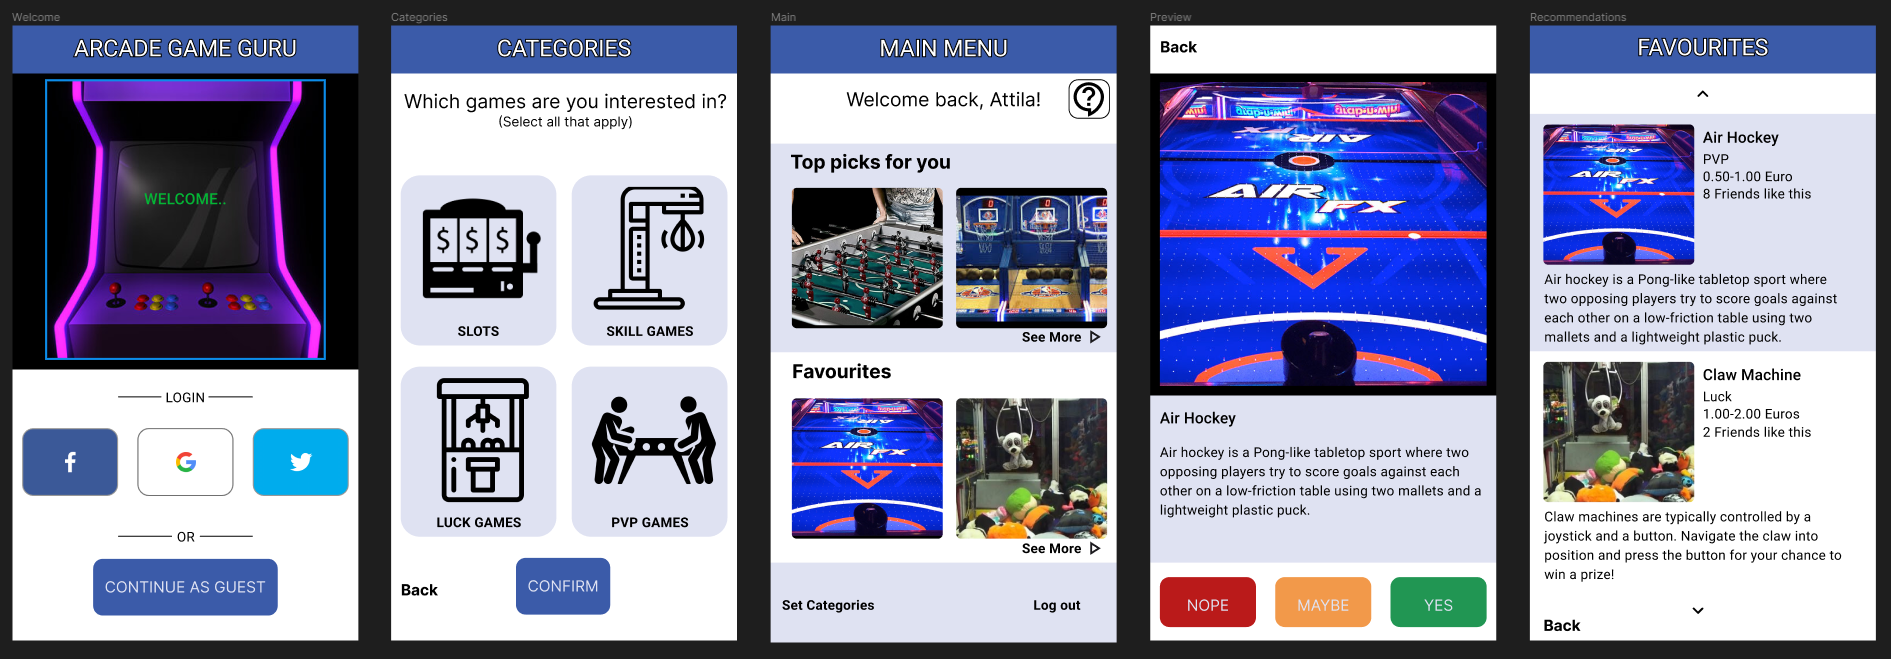 Welcome
ARCADE GAME GURU
WELCOME..
LOGIN
f
G
OR
CONTINUE AS GUEST
Categories
CATEGORIES
Which games are you interested in?
(Select all that apply)
$ $ $
SLOTS
SKILL GAMES
LUCK GAMES
PVP GAMES
Back
CONFIRM
Main
MAIN MENU
Welcome back, Attila!
?
Top picks for you
See More
Favourites
AIR
FX
See More
Set Categories
Log out
Preview
Back
AIR
FX
Air Hockey
Air hockey is a Pong-like tabletop sport where two
opposing players try to score goals against each
other on a low-friction table using two mallets and a
lightweight plastic puck.
NOPE
MAYBE
YES
Recommendations
FAVOURITES
AIR
FX
Air Hockey
PVP
0.50-1.00 Euro
8 Friends like this
Air hockey is a Pong-like tabletop sport where
two opposing players try to score goals against
each other on a low-friction table using two
mallets and a lightweight plastic puck.
Claw Machine
Luck
1.00-2.00 Euros
2 Friends like this
Claw machines are typically controlled by a
joystick and a button. Navigate the claw into
position and press the button for your chance to
win a prize!
Back